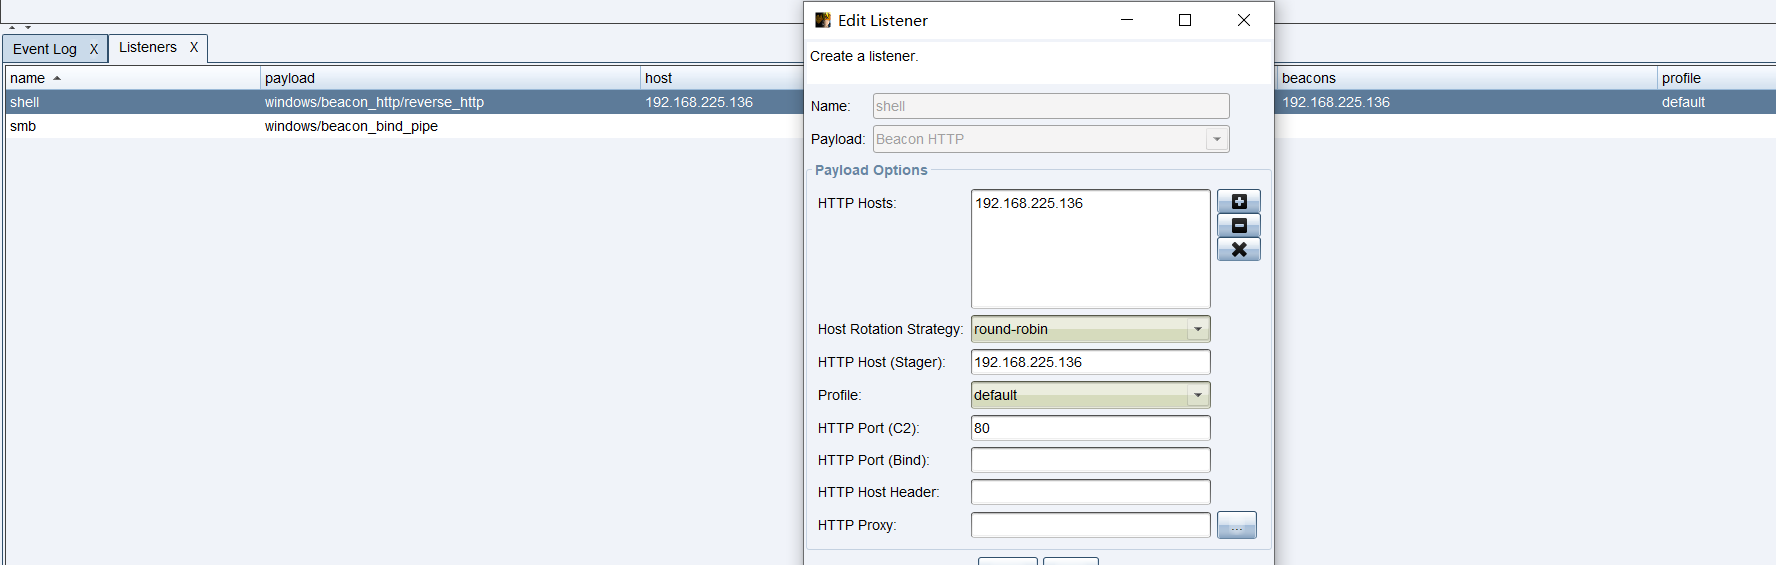 Edit Listener
Create a listener.
Event Log X Listeners X
name payload host beacons profile
shell windows/beacon_http/reverse_http 192.168.225.136 192.168.225.136 default
smb windows/beacon_bind_pipe
Name: shell
Payload: Beacon HTTP
Payload Options
HTTP Hosts: 192.168.225.136
Host Rotation Strategy: round-robin
HTTP Host (Stager): 192.168.225.136
Profile: default
HTTP Port (C2): 80
HTTP Port (Bind):
HTTP Host Header:
HTTP Proxy: ...